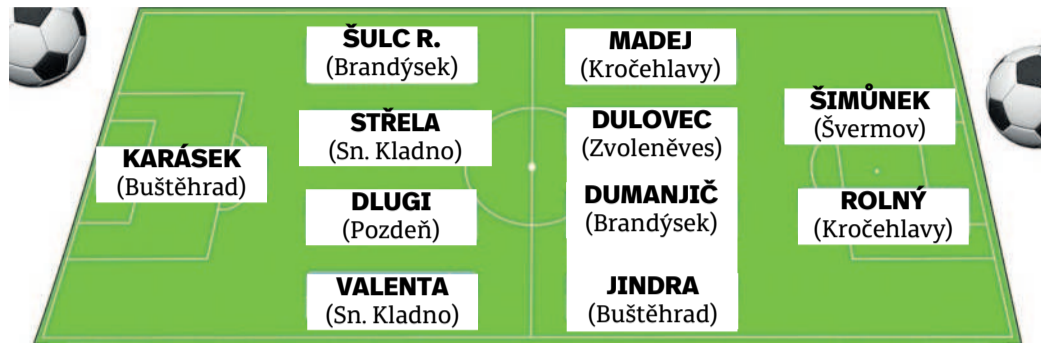 KARÁSEK
(Buštěhrad)
ŠULC R.
(Brandýsek)
STŘELA
(Sn. Kladno)
DLUGI
(Pozdeň)
VALENTA
(Sn. Kladno)
MADEJ
(Kročehlavy)
DULOVEC
(Zvoleněves)
DUMANJIČ
(Brandýsek)
JINDRA
(Buštěhrad)
ŠIMŮNEK
(Švermov)
ROLNÝ
(Kročehlavy)